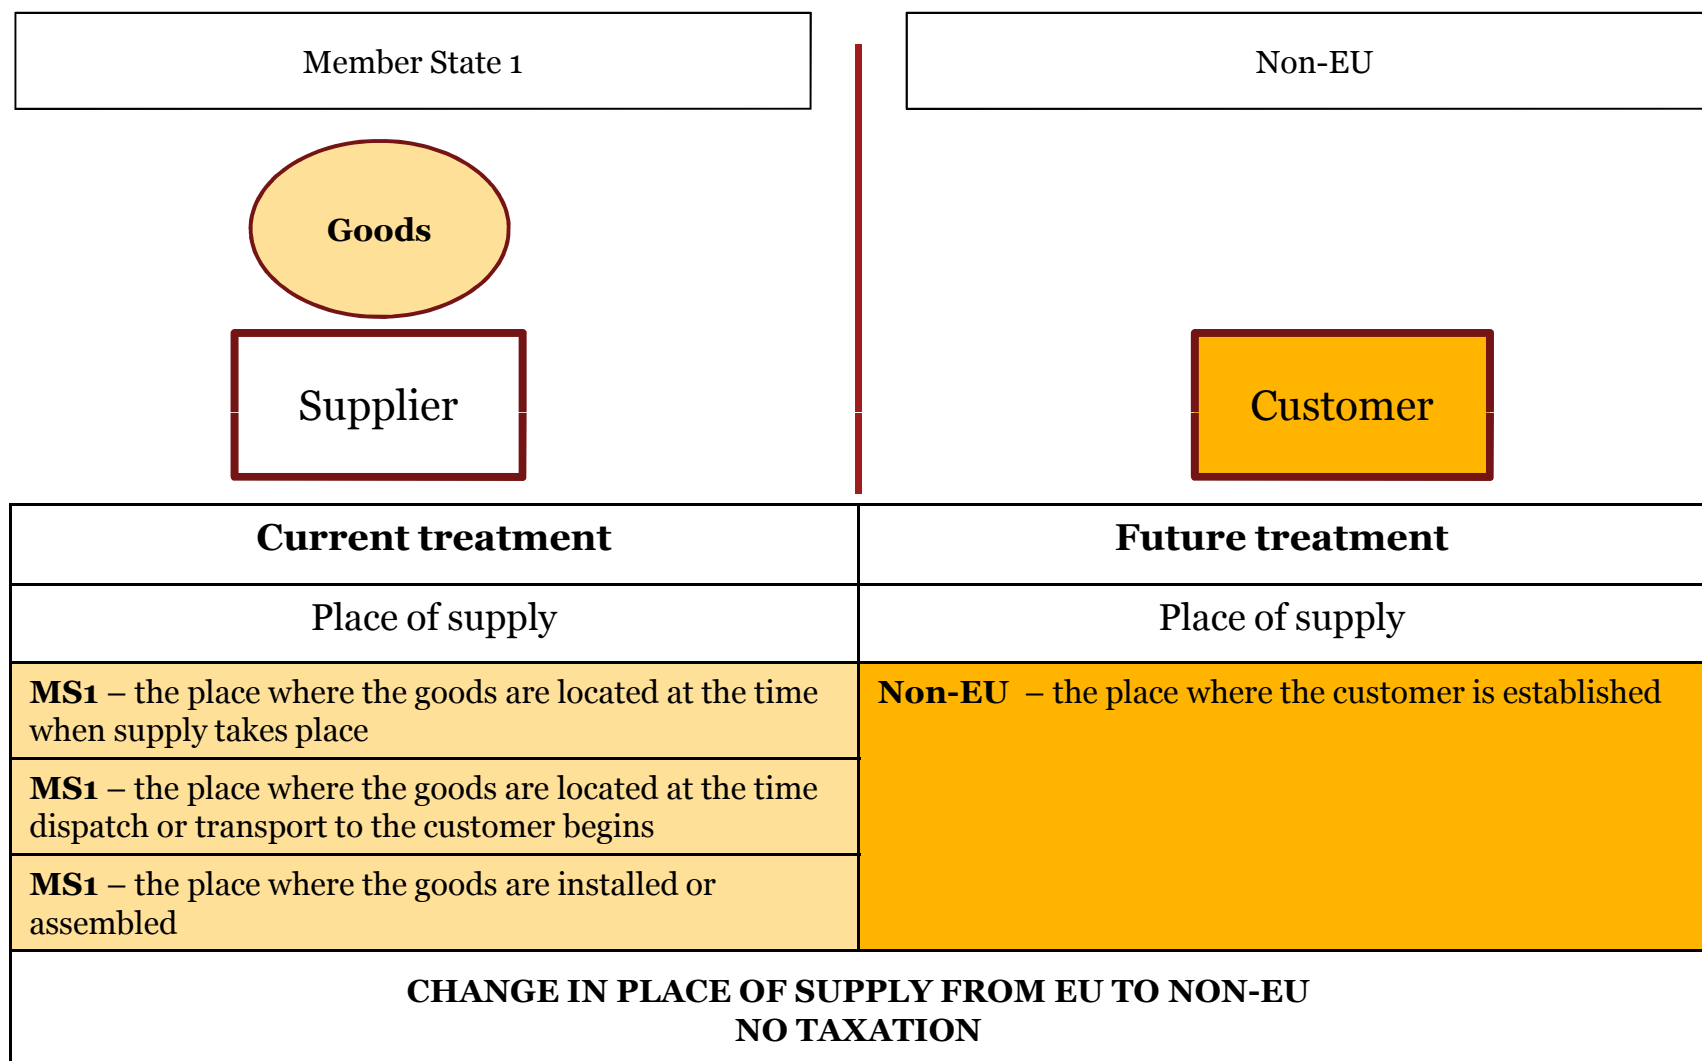 Member State 1
Non-EU
Goods
Supplier
Customer
Current treatment
Future treatment
Place of supply
Place of supply
MS1 – the place where the goods are located at the time
when supply takes place
Non-EU – the place where the customer is established
MS1 – the place where the goods are located at the time
dispatch or transport to the customer begins
MS1 – the place where the goods are installed or
assembled
CHANGE IN PLACE OF SUPPLY FROM EU TO NON-EU
NO TAXATION